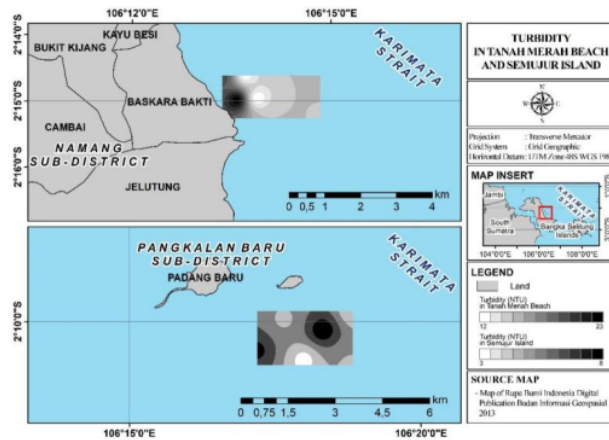 106°12'0"E
106°15'0"E
2°14'0"S
2°15'0"S
2°16'0"S
KAYU BESI
BUKIT KIJANG
BASKARA BAKTI
CAMBAI
NAMANG
SUB-DISTRICT
JELUTUNG
KARIMATA
STRAIT
km
0 0,5 1 2 3 4
PANGKALAN BARU
SUB-DISTRICT
PADANG BARU
KARIMATA
STRAIT
2°10'0"S
km
0 0,75 1,5 3 4,5 6
106°15'0"E
106°20'0"E
TURBIDITY
IN TANAH MERAH BEACH
AND SEMUJUR ISLAND
N
W E
S
Projection : Transverse Mercator
Grid System : Grid Geographic
Horizontal Datum : UTM Zone
MAP INSERT
Jambi
KARIMATA
STRAIT
South
Sumatra
Bangka Belitung
Islands
104°0'0"E 106°0'0"E 108°0'0"E
LEGEND
Land
Turbidity (NTU)
in Tanah Merah Beach
12 23
Turbidity (NTU)
in Semujur Island
3 8
SOURCE MAP
- Map of Rupa Bumi Indonesia Digital
Publication Badan Informasi Geospasial
2013